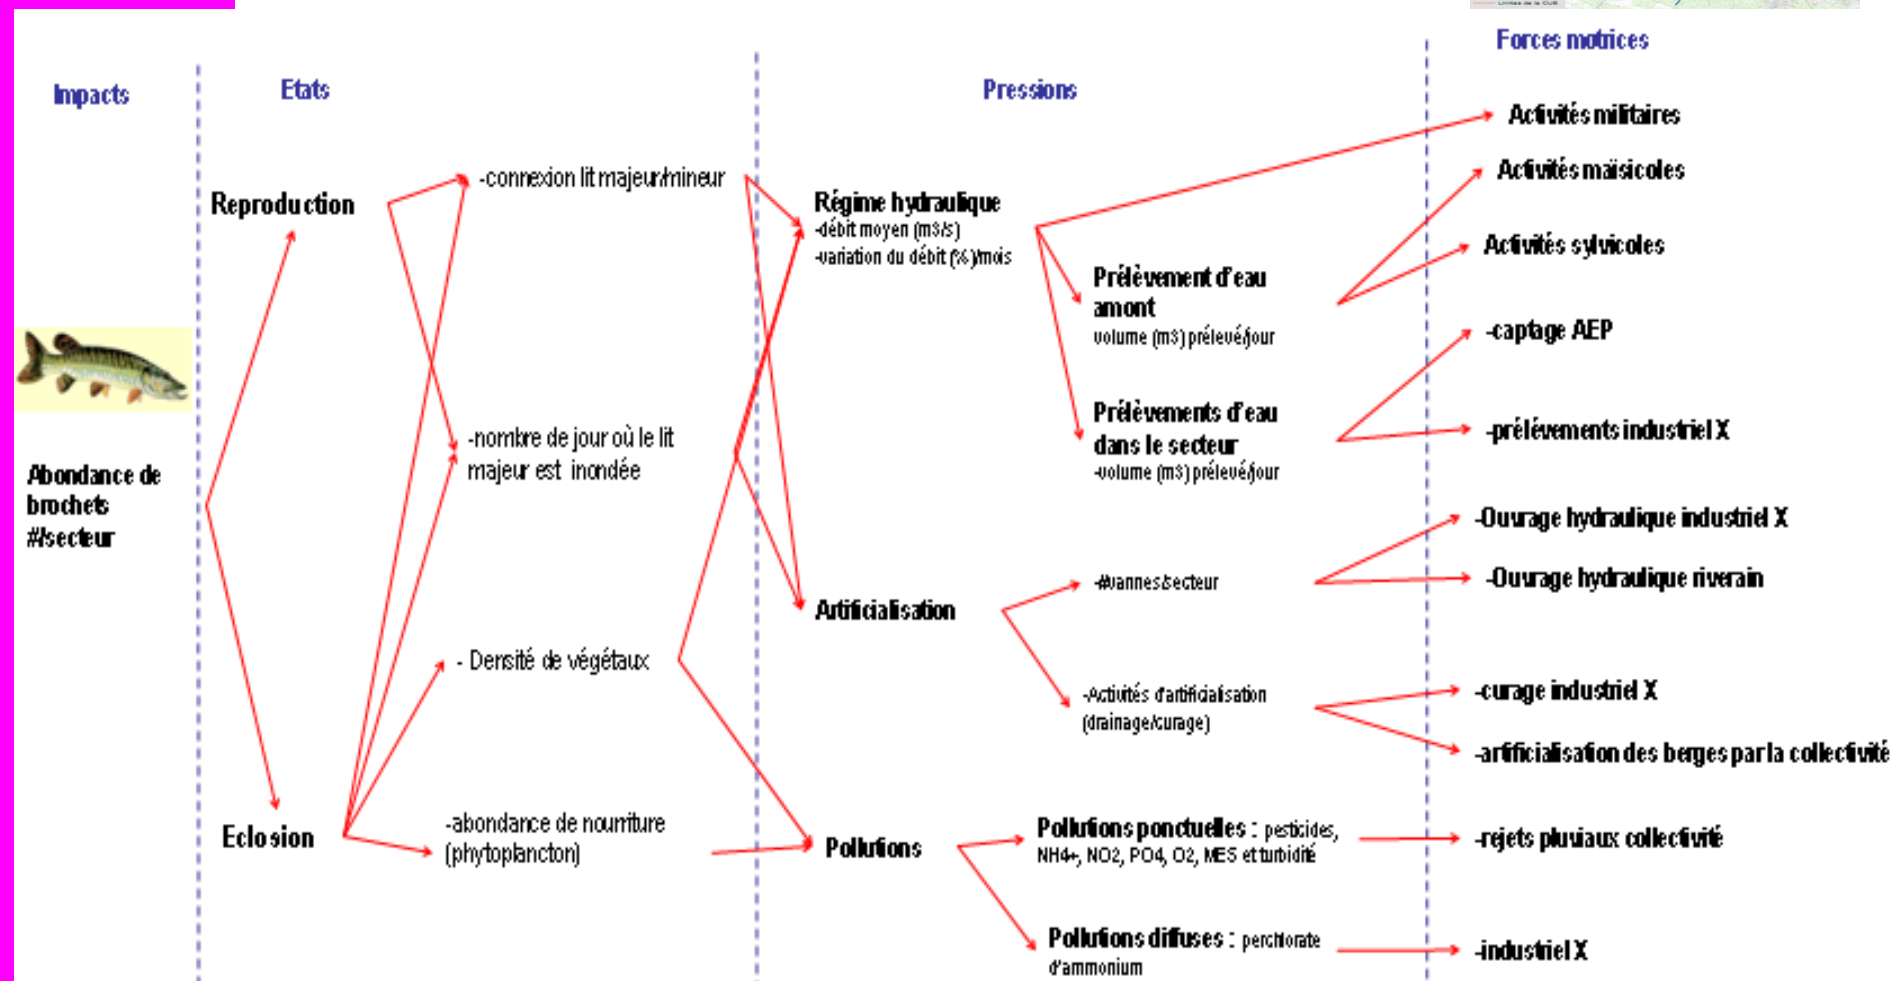 Limites de la CUB
Forces motrices
Impacts
Etats
Pressions
Activités militaires
Activités maïsicoles
Activités sylvicoles
-captage AEP
-prélévements industriel X
-Ouvrage hydraulique industriel X
-Ouvrage hydraulique riverain
-curage industriel X
-artificialisation des berges par la collectivité
-rejets pluviaux collectivité
-industriel X
Reproduction
-connexion lit majeur/mineur
Régime hydraulique
-débit moyen (m3/s)
-variation du débit (%)/mois
Prélèvement d'eau
amont
volume (m3) prélevé/jour
Prélèvements d'eau
dans le secteur
-volume (m3) prélevé/jour
-nombre de jour où le lit
majeur est inondée
Abondance de
brochets
#/secteur
Artificialisation
-#vannes/secteur
- Densité de végétaux
-Activités d'artificialisation
(drainage/curage)
Eclosion
-abondance de nourriture
(phytoplancton)
Pollutions
Pollutions ponctuelles : pesticides,
NH4+, NO2, PO4, O2, MES et turbidité
Pollutions diffuses : perchlorate
d'ammonium